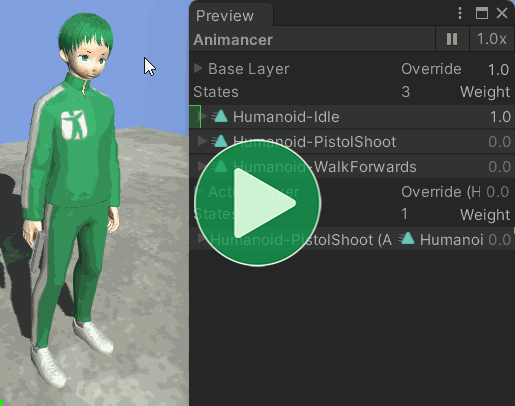 Preview
Animancer 1.0x
Base Layer Override 1.0
States 3 Weight
Humanoid-Idle 1.0
Humanoid-PistolShoot 0.0
Humanoid-WalkForwards 0.0
Action Layer Override (H 0.0
States 1 Weight
Humanoid-PistolShoot (A Humanoi 0.0